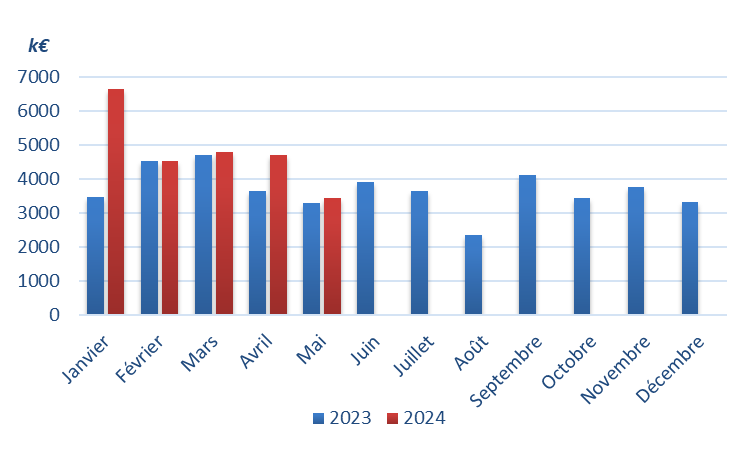 k€
7000
6000
5000
4000
3000
2000
1000
0
Janvier
Février
Mars
Avril
Mai
Juin
Juillet
Août
Septembre
Octobre
Novembre
Décembre
2023 2024